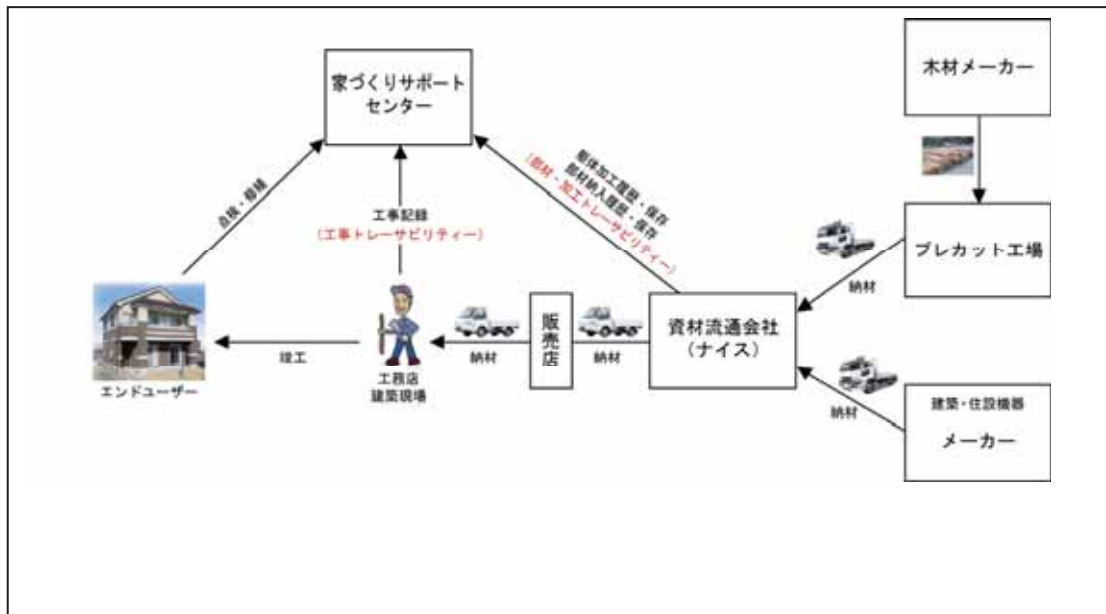 家づくりサポート
センター
木材メーカー
点検・修繕
工事記録
(工事トレーサビリティー)
躯体加工履歴・保存
部材納入履歴・保存
(部材・加工トレーサビリティー)
プレカット工場
納材
エンドユーザー
竣工
工務店
建築現場
納材
販売店
納材
資材流通会社
(ナイス)
納材
建築・住設機器
メーカー